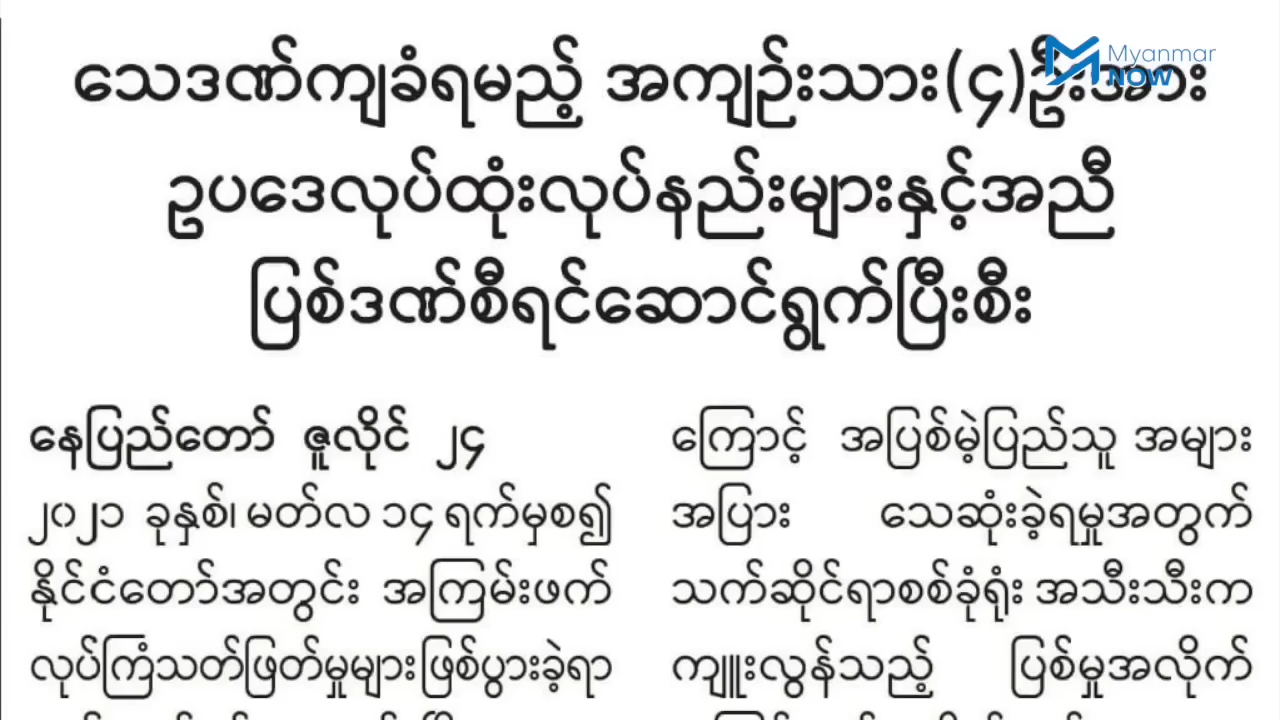 Myanmar
NOW
သေဒဏ်ကျခံရမည့် အကျဉ်းသား(၄)ဦးအား
ဥပဒေလုပ်ထုံးလုပ်နည်းများနှင့်အညီ
ပြစ်ဒဏ်စီရင်ဆောင်ရွက်ပြီးစီး
နေပြည်တော် ဇူလိုင် ၂၄
၂၀၂၁ ခုနှစ်၊ မတ်လ ၁၄ ရက်မှစ၍
နိုင်ငံတော်အတွင်း အကြမ်းဖက်
လုပ်ကြံသတ်ဖြတ်မှုများဖြစ်ပွားခဲ့ရာ
ကြောင့် အပြစ်မဲ့ပြည်သူ အများ
အပြား သေဆုံးခဲ့ရမှုအတွက်
သက်ဆိုင်ရာစစ်ခုံရုံး အသီးသီးက
ကျူးလွန်သည့် ပြစ်မှုအလိုက်